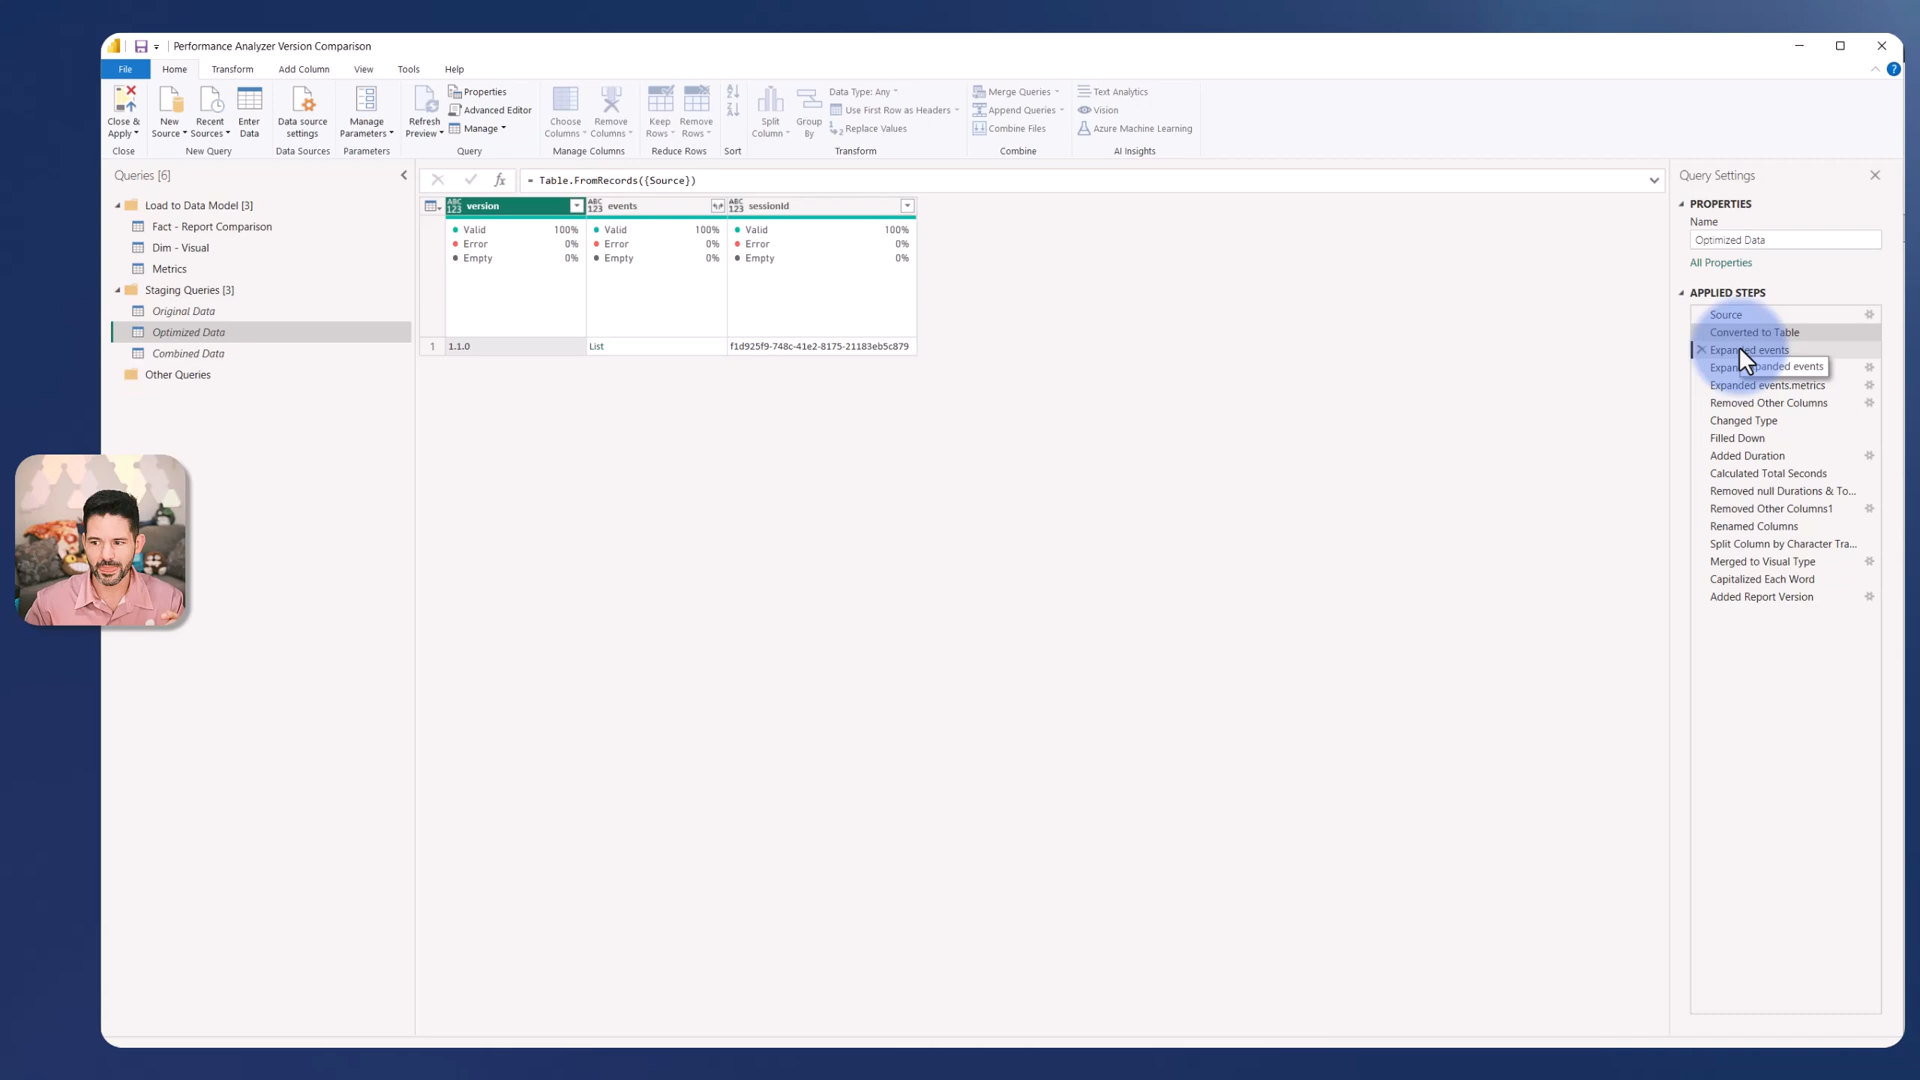 Performance Analyzer Version Comparison
File Home Transform Add Column View Tools Help
Close & Apply
New Source
Recent Sources
Enter Data
Data source settings
Manage Parameters
Refresh Preview
Properties
Advanced Editor
Manage
Choose Columns
Remove Columns
Keep Rows
Remove Rows
Split Column
Group By
Data Type: Any
Use First Row as Headers
Replace Values
Merge Queries
Append Queries
Combine Files
Text Analytics
Vision
Azure Machine Learning
Close New Query Data Sources Parameters Query Manage Columns Reduce Rows Sort Transform Combine AI Insights
Queries [6]
Load to Data Model [3]
Fact - Report Comparison
Dim - Visual
Metrics
Staging Queries [3]
Original Data
Optimized Data
Combined Data
Other Queries
fx = Table.FromRecords({Source})
ABC 123 version ABC 123 events ABC 123 sessionId
Valid 100% Valid 100% Valid 100%
Error 0% Error 0% Error 0%
Empty 0% Empty 0% Empty 0%
1 1.1.0 List f1d925f9-748c-41e2-8175-21183eb5c879
Query Settings
PROPERTIES
Name
Optimized Data
All Properties
APPLIED STEPS
Source
Converted to Table
Expanded events
Expanded events.metrics
Removed Other Columns
Changed Type
Filled Down
Added Duration
Calculated Total Seconds
Removed null Durations & To...
Removed Other Columns1
Renamed Columns
Split Column by Character Tra...
Merged to Visual Type
Capitalized Each Word
Added Report Version